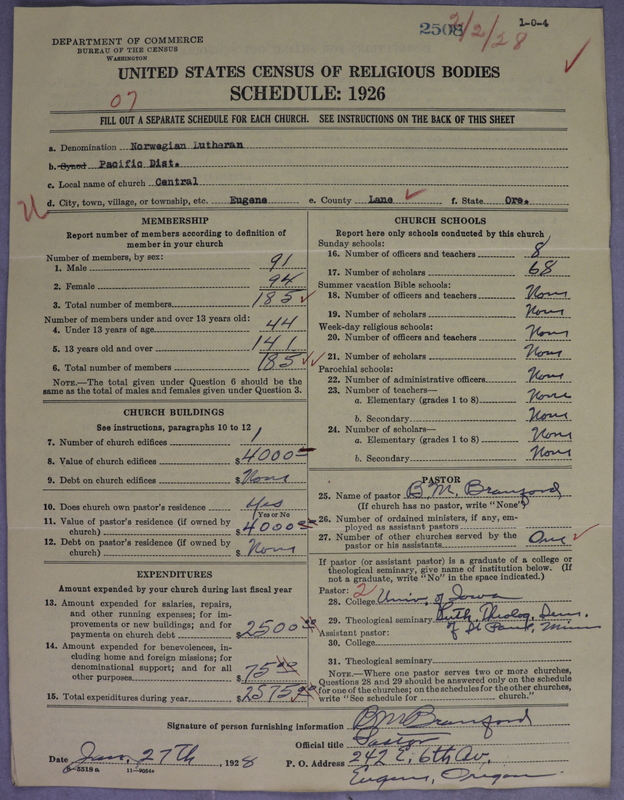 2508 2/2/28 1-0-4
DEPARTMENT OF COMMERCE
BUREAU OF THE CENSUS
WASHINGTON
UNITED STATES CENSUS OF RELIGIOUS BODIES
SCHEDULE: 1926
07
FILL OUT A SEPARATE SCHEDULE FOR EACH CHURCH. SEE INSTRUCTIONS ON THE BACK OF THIS SHEET
a. Denomination Norwegian Lutheran
b. Synod Pacific Dist.
c. Local name of church Central
d. City, town, village, or township, etc. Eugene e. County Lane f. State Ore.
MEMBERSHIP
Report number of members according to definition of
member in your church
Number of members, by sex:
1. Male 91
2. Female 94
3. Total number of members 185
Number of members under and over 13 years old:
4. Under 13 years of age 44
5. 13 years old and over 141
6. Total number of members 185
NOTE.—The total given under Question 6 should be
same as the total of males and females given under Question 3.
CHURCH BUILDINGS
See instructions, paragraphs 10 to 12
7. Number of church edifices 1
8. Value of church edifices $4000
9. Debt on church edifices $None
10. Does church own pastor's residence Yes
Yes or No
11. Value of pastor's residence (if owned by
church) $4000
12. Debt on pastor's residence (if owned by
church) $None
EXPENDITURES
Amount expended by your church during last fiscal year
13. Amount expended for salaries, repairs,
and other running expenses; for im-
provements or new buildings; and for
payments on church debt $2500
14. Amount expended for benevolences, in-
cluding home and foreign missions; for
denominational support; and for all
other purposes $75
15. Total expenditures during year $2575
CHURCH SCHOOLS
Report here only schools conducted by this church
Sunday schools:
16. Number of officers and teachers 8
17. Number of scholars 68
Summer vacation Bible schools:
18. Number of officers and teachers None
19. Number of scholars None
Week-day religious schools:
20. Number of officers and teachers None
21. Number of scholars None
Parochial schools:
22. Number of administrative officers None
23. Number of teachers—
a. Elementary (grades 1 to 8) None
b. Secondary None
24. Number of scholars—
a. Elementary (grades 1 to 8) None
b. Secondary None
PASTOR
25. Name of pastor B. M. Branford
(If church has no pastor, write "None")
26. Number of ordained ministers, if any, em-
ployed as assistant pastors
27. Number of other churches served by the
pastor or his assistants One
If pastor (or assistant pastor) is a graduate of a college or
theological seminary, give name of institution below. (If
not a graduate, write "No" in the space indicated.)
Pastor: 2
28. College Univ. of Iowa
29. Theological seminary Luth. Theolog. Sem.
of St Paul, Minn
Assistant pastor:
30. College
31. Theological seminary
NOTE.—Where one pastor serves two or more churches,
Questions 28 and 29 should be answered only on the schedule
for one of the churches; on the schedules for the other churches,
write "See schedule for church."
Signature of person furnishing information B M Branford
Official title Pastor
Date Jan, 27th, 1928 P. O. Address 242 E. 6th Av.
Eugene, Oregon